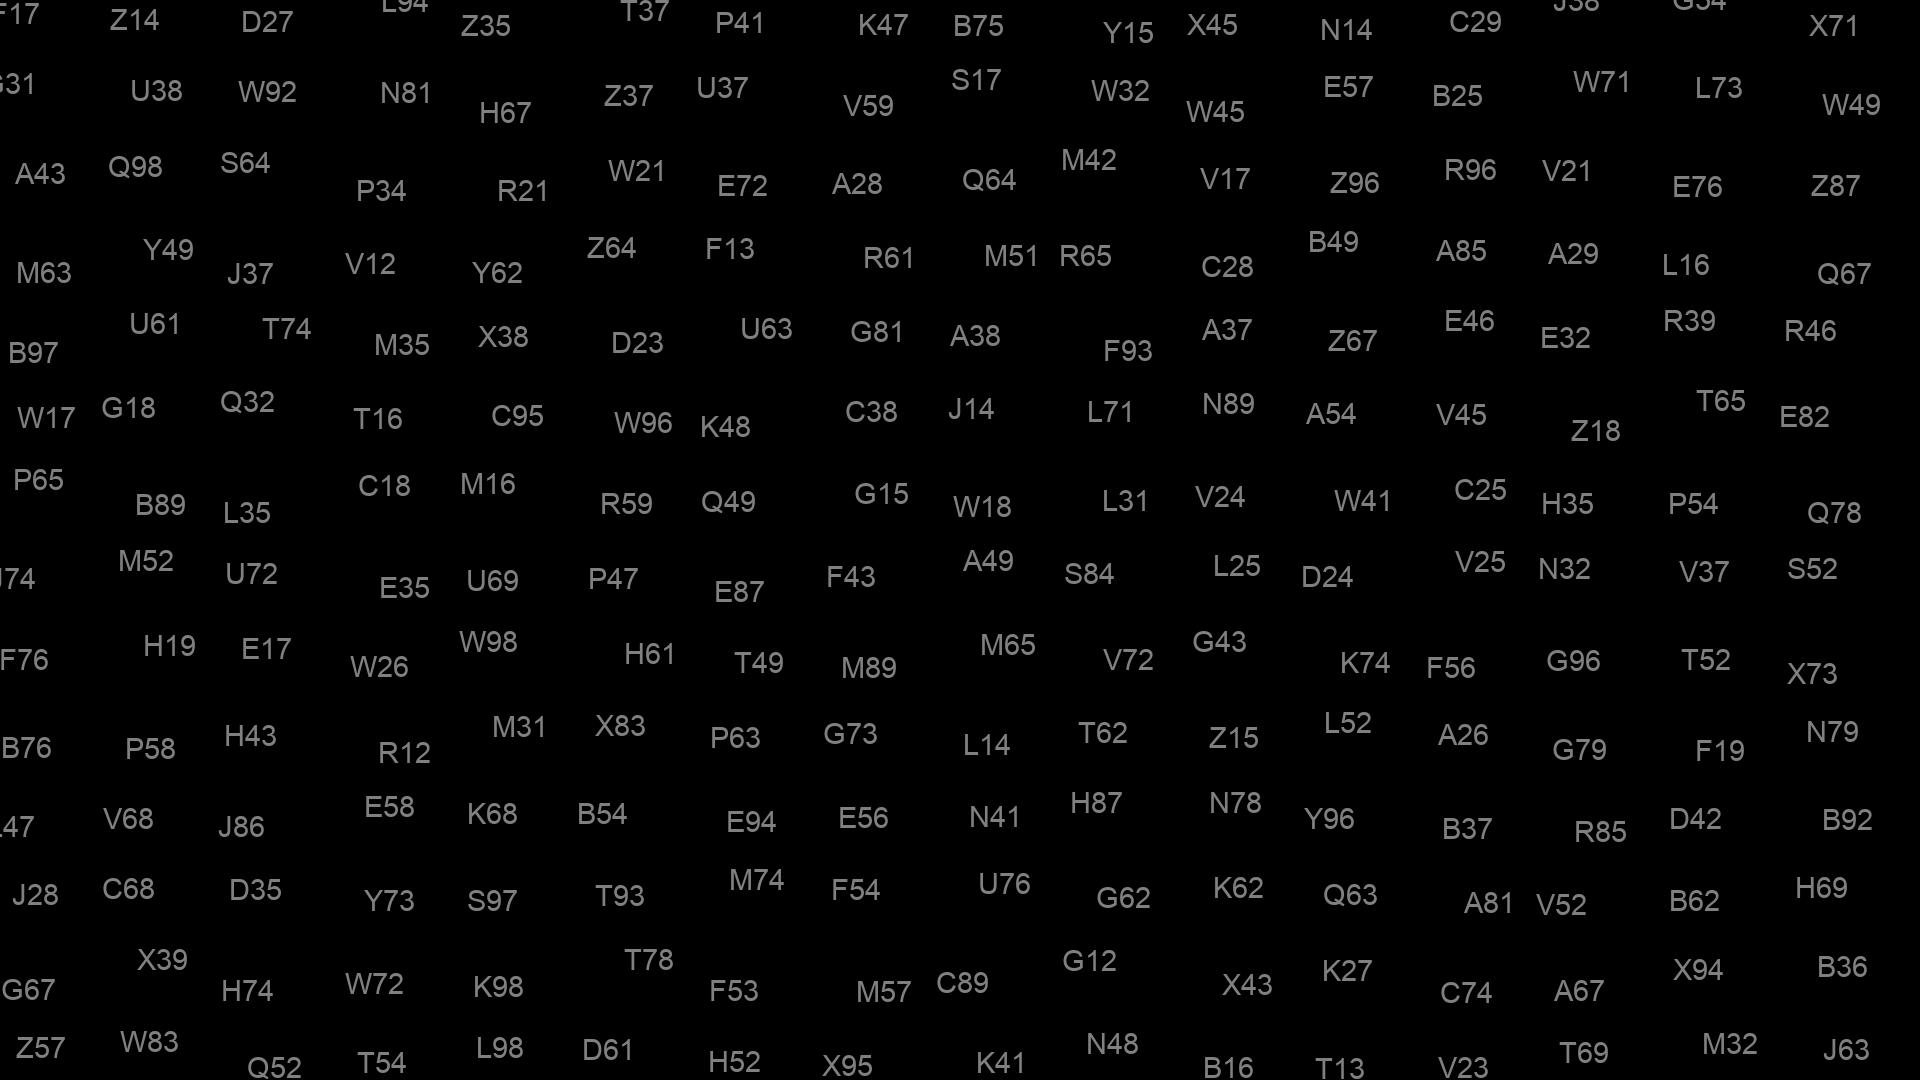 F17 Z14 D27 L94 Z35 T37 P41 K47 B75 Y15 X45 N14 C29 J38 G54 X71
U38 W92 N81 H67 Z37 U37 V59 S17 W32 W45 E57 B25 W71 L73 W49
A43 Q98 S64 P34 R21 W21 E72 A28 Q64 M42 V17 Z96 R96 V21 E76 Z87
M63 Y49 J37 V12 Y62 Z64 F13 R61 M51 R65 C28 B49 A85 A29 L16 Q67
B97 U61 T74 M35 X38 D23 U63 G81 A38 F93 A37 Z67 E46 E32 R39 R46
W17 G18 Q32 T16 C95 W96 K48 C38 J14 L71 N89 A54 V45 Z18 T65 E82
P65 B89 L35 C18 M16 R59 Q49 G15 W18 L31 V24 W41 C25 H35 P54 Q78
M52 U72 E35 U69 P47 E87 F43 A49 S84 L25 D24 V25 N32 V37 S52
F76 H19 E17 W26 W98 H61 T49 M89 M65 V72 G43 K74 F56 G96 T52 X73
B76 P58 H43 R12 M31 X83 P63 G73 L14 T62 Z15 L52 A26 G79 F19 N79
V68 J86 E58 K68 B54 E94 E56 N41 H87 N78 Y96 B37 R85 D42 B92
J28 C68 D35 Y73 S97 T93 M74 F54 U76 G62 K62 Q63 A81 V52 B62 H69
G67 X39 H74 W72 K98 T78 F53 M57 C89 G12 X43 K27 C74 A67 X94 B36
Z57 W83 Q52 T54 L98 D61 H52 X95 K41 N48 B16 T13 V23 T69 M32 J63